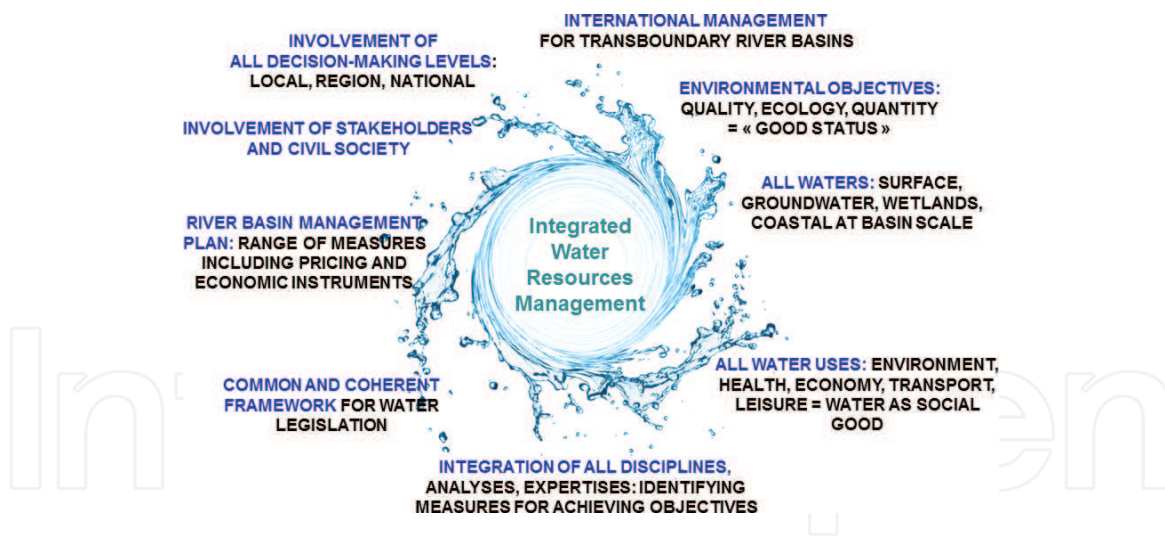 INTERNATIONAL MANAGEMENT
FOR TRANSBOUNDARY RIVER BASINS
INVOLVEMENT OF
ALL DECISION-MAKING LEVELS:
LOCAL, REGION, NATIONAL
ENVIRONMENTAL OBJECTIVES:
QUALITY, ECOLOGY, QUANTITY
= « GOOD STATUS »
INVOLVEMENT OF STAKEHOLDERS
AND CIVIL SOCIETY
ALL WATERS: SURFACE,
GROUNDWATER, WETLANDS,
COASTAL AT BASIN SCALE
RIVER BASIN MANAGEMENT
PLAN: RANGE OF MEASURES
INCLUDING PRICING AND
ECONOMIC INSTRUMENTS
Integrated
Water
Resources
Management
ALL WATER USES: ENVIRONMENT,
HEALTH, ECONOMY, TRANSPORT,
LEISURE = WATER AS SOCIAL
GOOD
COMMON AND COHERENT
FRAMEWORK FOR WATER
LEGISLATION
INTEGRATION OF ALL DISCIPLINES,
ANALYSES, EXPERTISES: IDENTIFYING
MEASURES FOR ACHIEVING OBJECTIVES